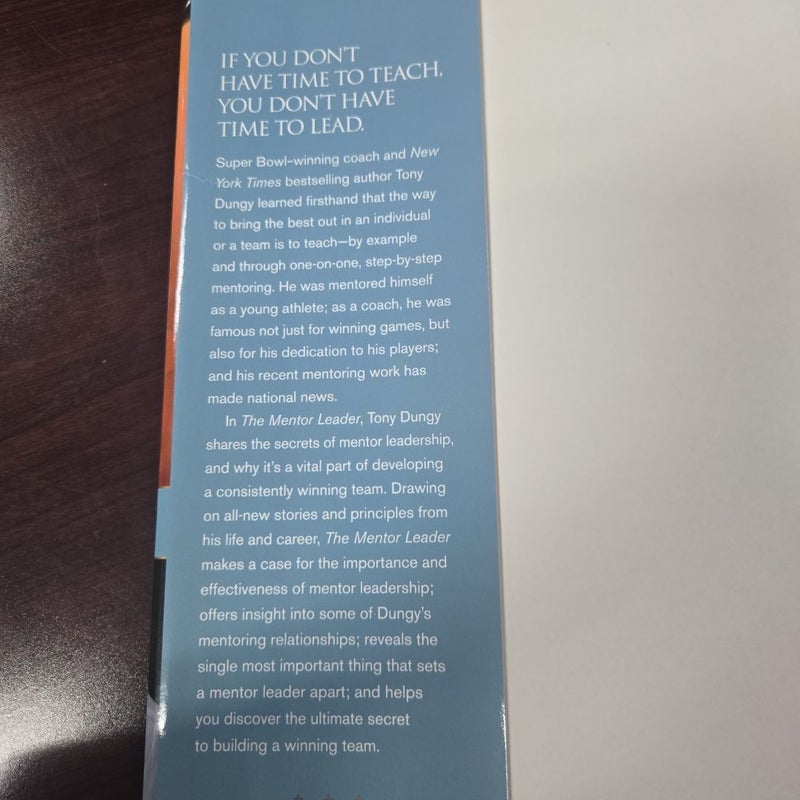 IF YOU DON'T
HAVE TIME TO TEACH,
YOU DON'T HAVE
TIME TO LEAD.
Super Bowl–winning coach and New
York Times bestselling author Tony
Dungy learned firsthand that the way
to bring the best out in an individual
or a team is to teach—by example
and through one-on-one, step-by-step
mentoring. He was mentored himself
as a young athlete; as a coach, he was
famous not just for winning games, but
also for his dedication to his players;
and his recent mentoring work has
made national news.
In The Mentor Leader, Tony Dungy
shares the secrets of mentor leadership,
and why it's a vital part of developing
a consistently winning team. Drawing
on all-new stories and principles from
his life and career, The Mentor Leader
makes a case for the importance and
effectiveness of mentor leadership;
offers insight into some of Dungy's
mentoring relationships; reveals the
single most important thing that sets
a mentor leader apart; and helps
you discover the ultimate secret
to building a winning team.